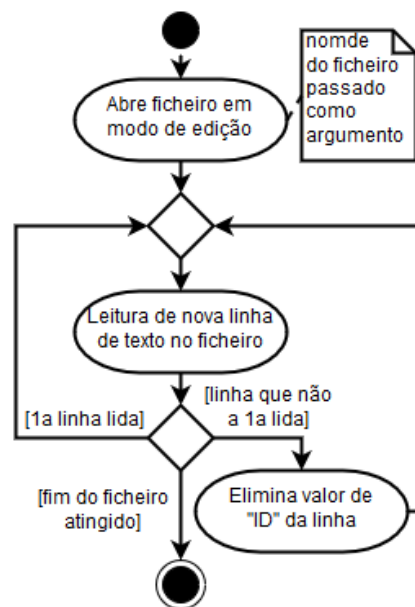 nomde
do ficheiro
passado
como
argumento
Abre ficheiro em
modo de edição
Leitura de nova linha
de texto no ficheiro
[1a linha lida]
[linha que não
a 1a lida]
[fim do ficheiro
atingido]
Elimina valor de
"ID" da linha